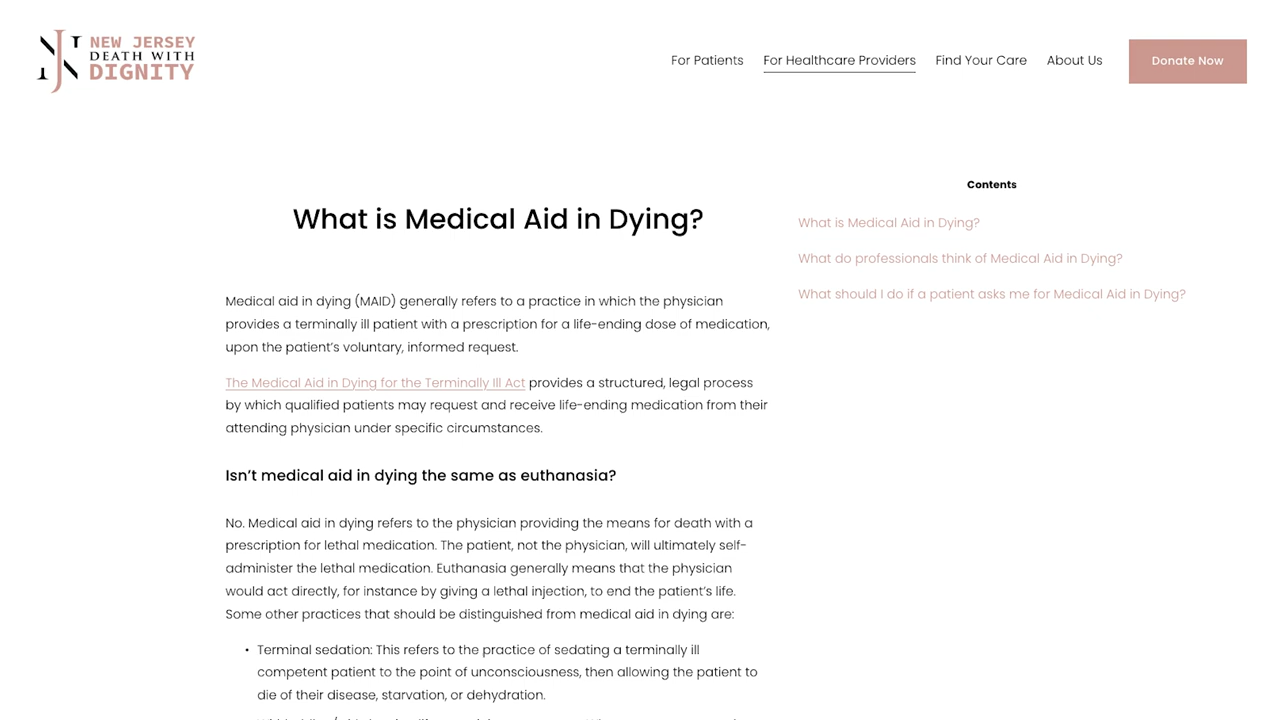 NEW JERSEY
DEATH WITH
DIGNITY
For Patients
For Healthcare Providers
Find Your Care
About Us
Donate Now
What is Medical Aid in Dying?
Medical aid in dying (MAID) generally refers to a practice in which the physician
provides a terminally ill patient with a prescription for a life-ending dose of medication,
upon the patient's voluntary, informed request.
The Medical Aid in Dying for the Terminally Ill Act provides a structured, legal process
by which qualified patients may request and receive life-ending medication from their
attending physician under specific circumstances.
Isn't medical aid in dying the same as euthanasia?
No. Medical aid in dying refers to the physician providing the means for death with a
prescription for lethal medication. The patient, not the physician, will ultimately self-
administer the lethal medication. Euthanasia generally means that the physician
would act directly, for instance by giving a lethal injection, to end the patient's life.
Some other practices that should be distinguished from medical aid in dying are:
• Terminal sedation: This refers to the practice of sedating a terminally ill
competent patient to the point of unconsciousness, then allowing the patient to
die of their disease, starvation, or dehydration.
Contents
What is Medical Aid in Dying?
What do professionals think of Medical Aid in Dying?
What should I do if a patient asks me for Medical Aid in Dying?